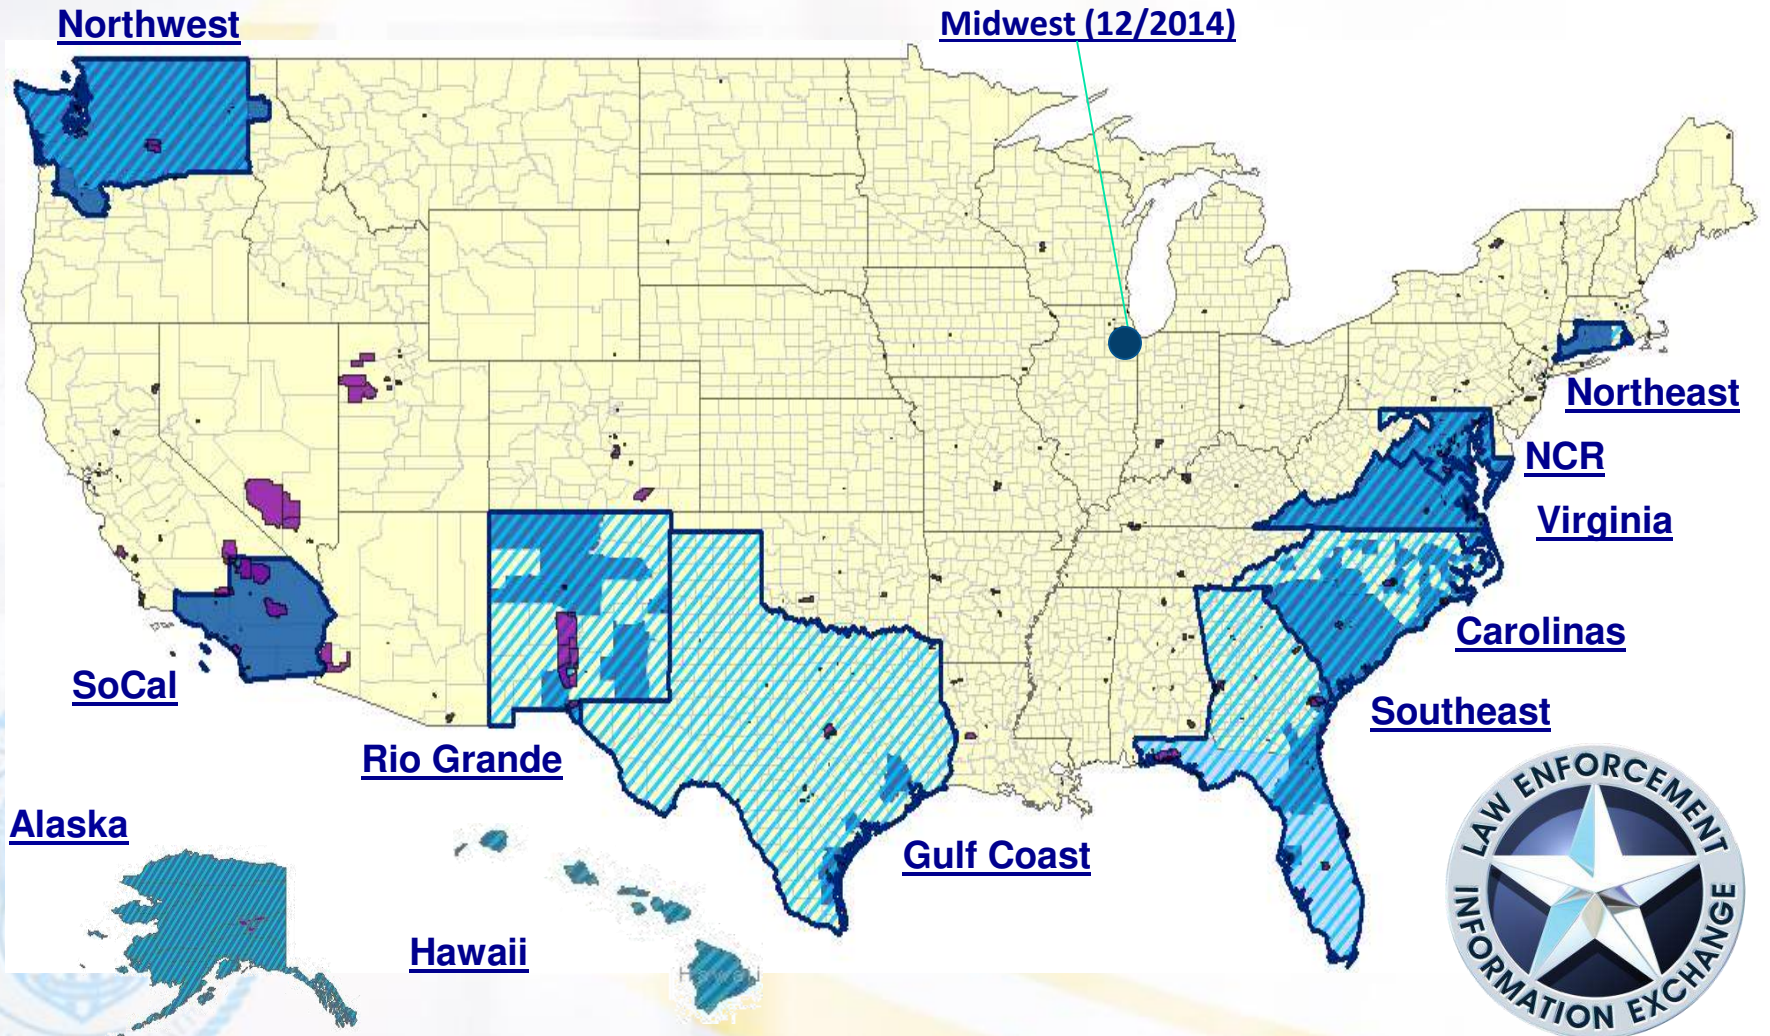 Northwest
Midwest (12/2014)
Northeast
NCR
Virginia
Carolinas
SoCal
Southeast
Rio Grande
Alaska
Gulf Coast
Hawaii
Hawaii
LAW ENFORCEMENT
INFORMATION EXCHANGE